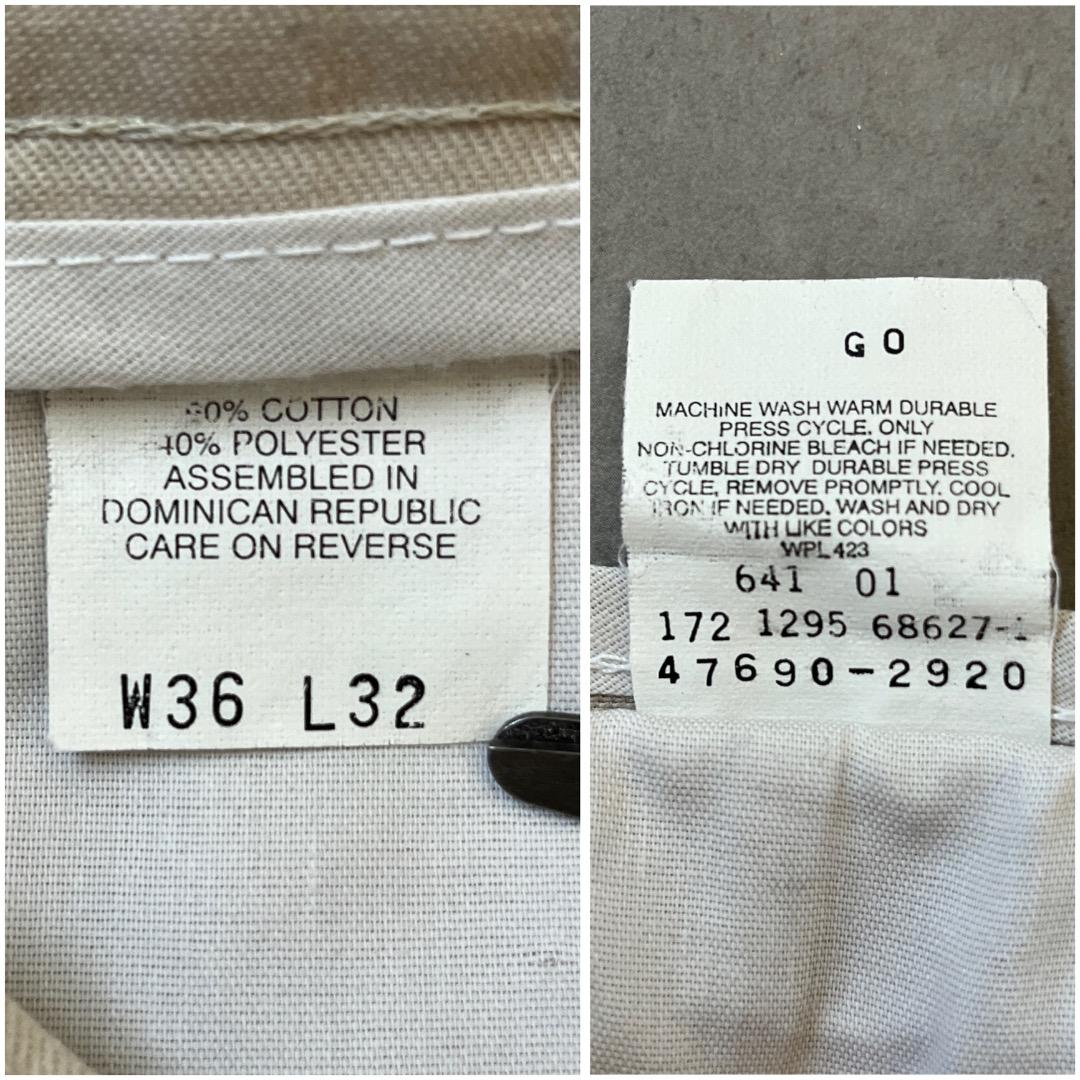 COTTON
POLYESTER
ASSEMBLED IN
DOMINICAN REPUBLIC
CARE ON REVERSE
W36 L32
GO
MACHINE WASH WARM DURABLE
PRESS CYCLE. ONLY
NON-CHLORINE BLEACH IF NEEDED.
TUMBLE DRY DURABLE PRESS
CYCLE, REMOVE PROMPTLY. COOL
IRON IF NEEDED. WASH AND DRY
WITH LIKE COLORS
WPL 423
641 01
172 1295 68627-1
47690-2920